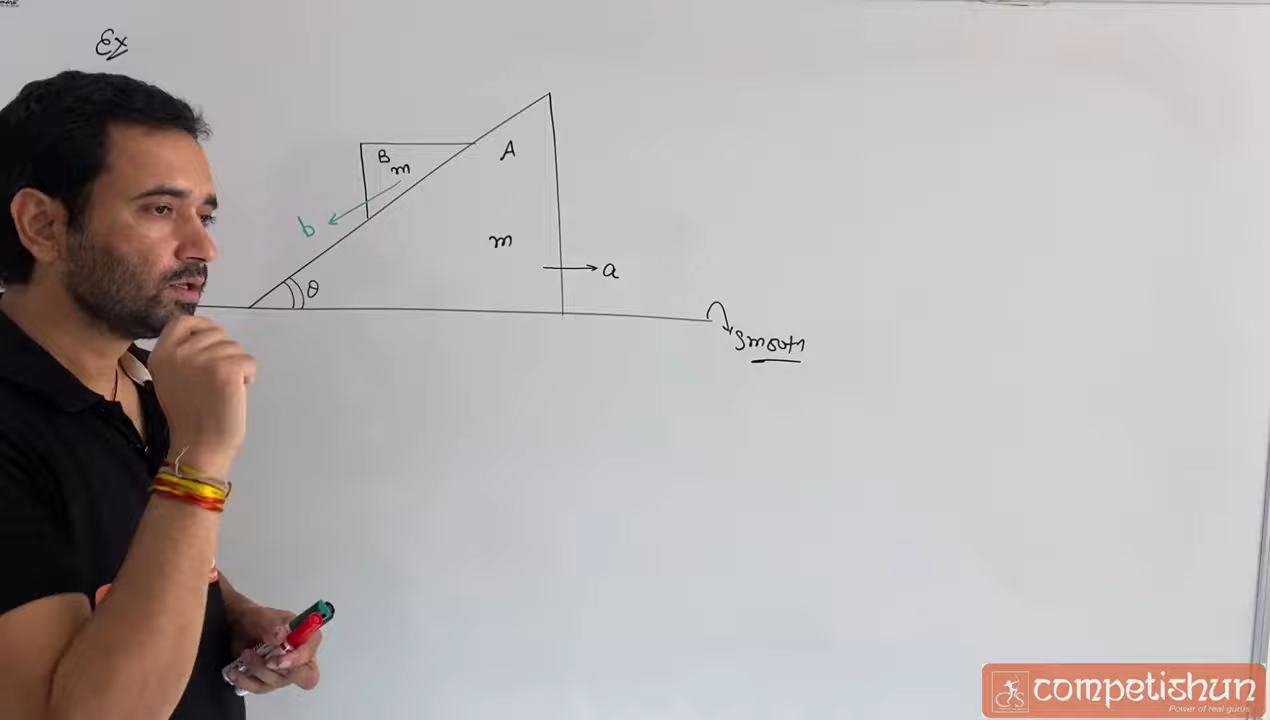 Ex
B
m
A
b
m
a
θ
smooth
competishun
Power of real gurus